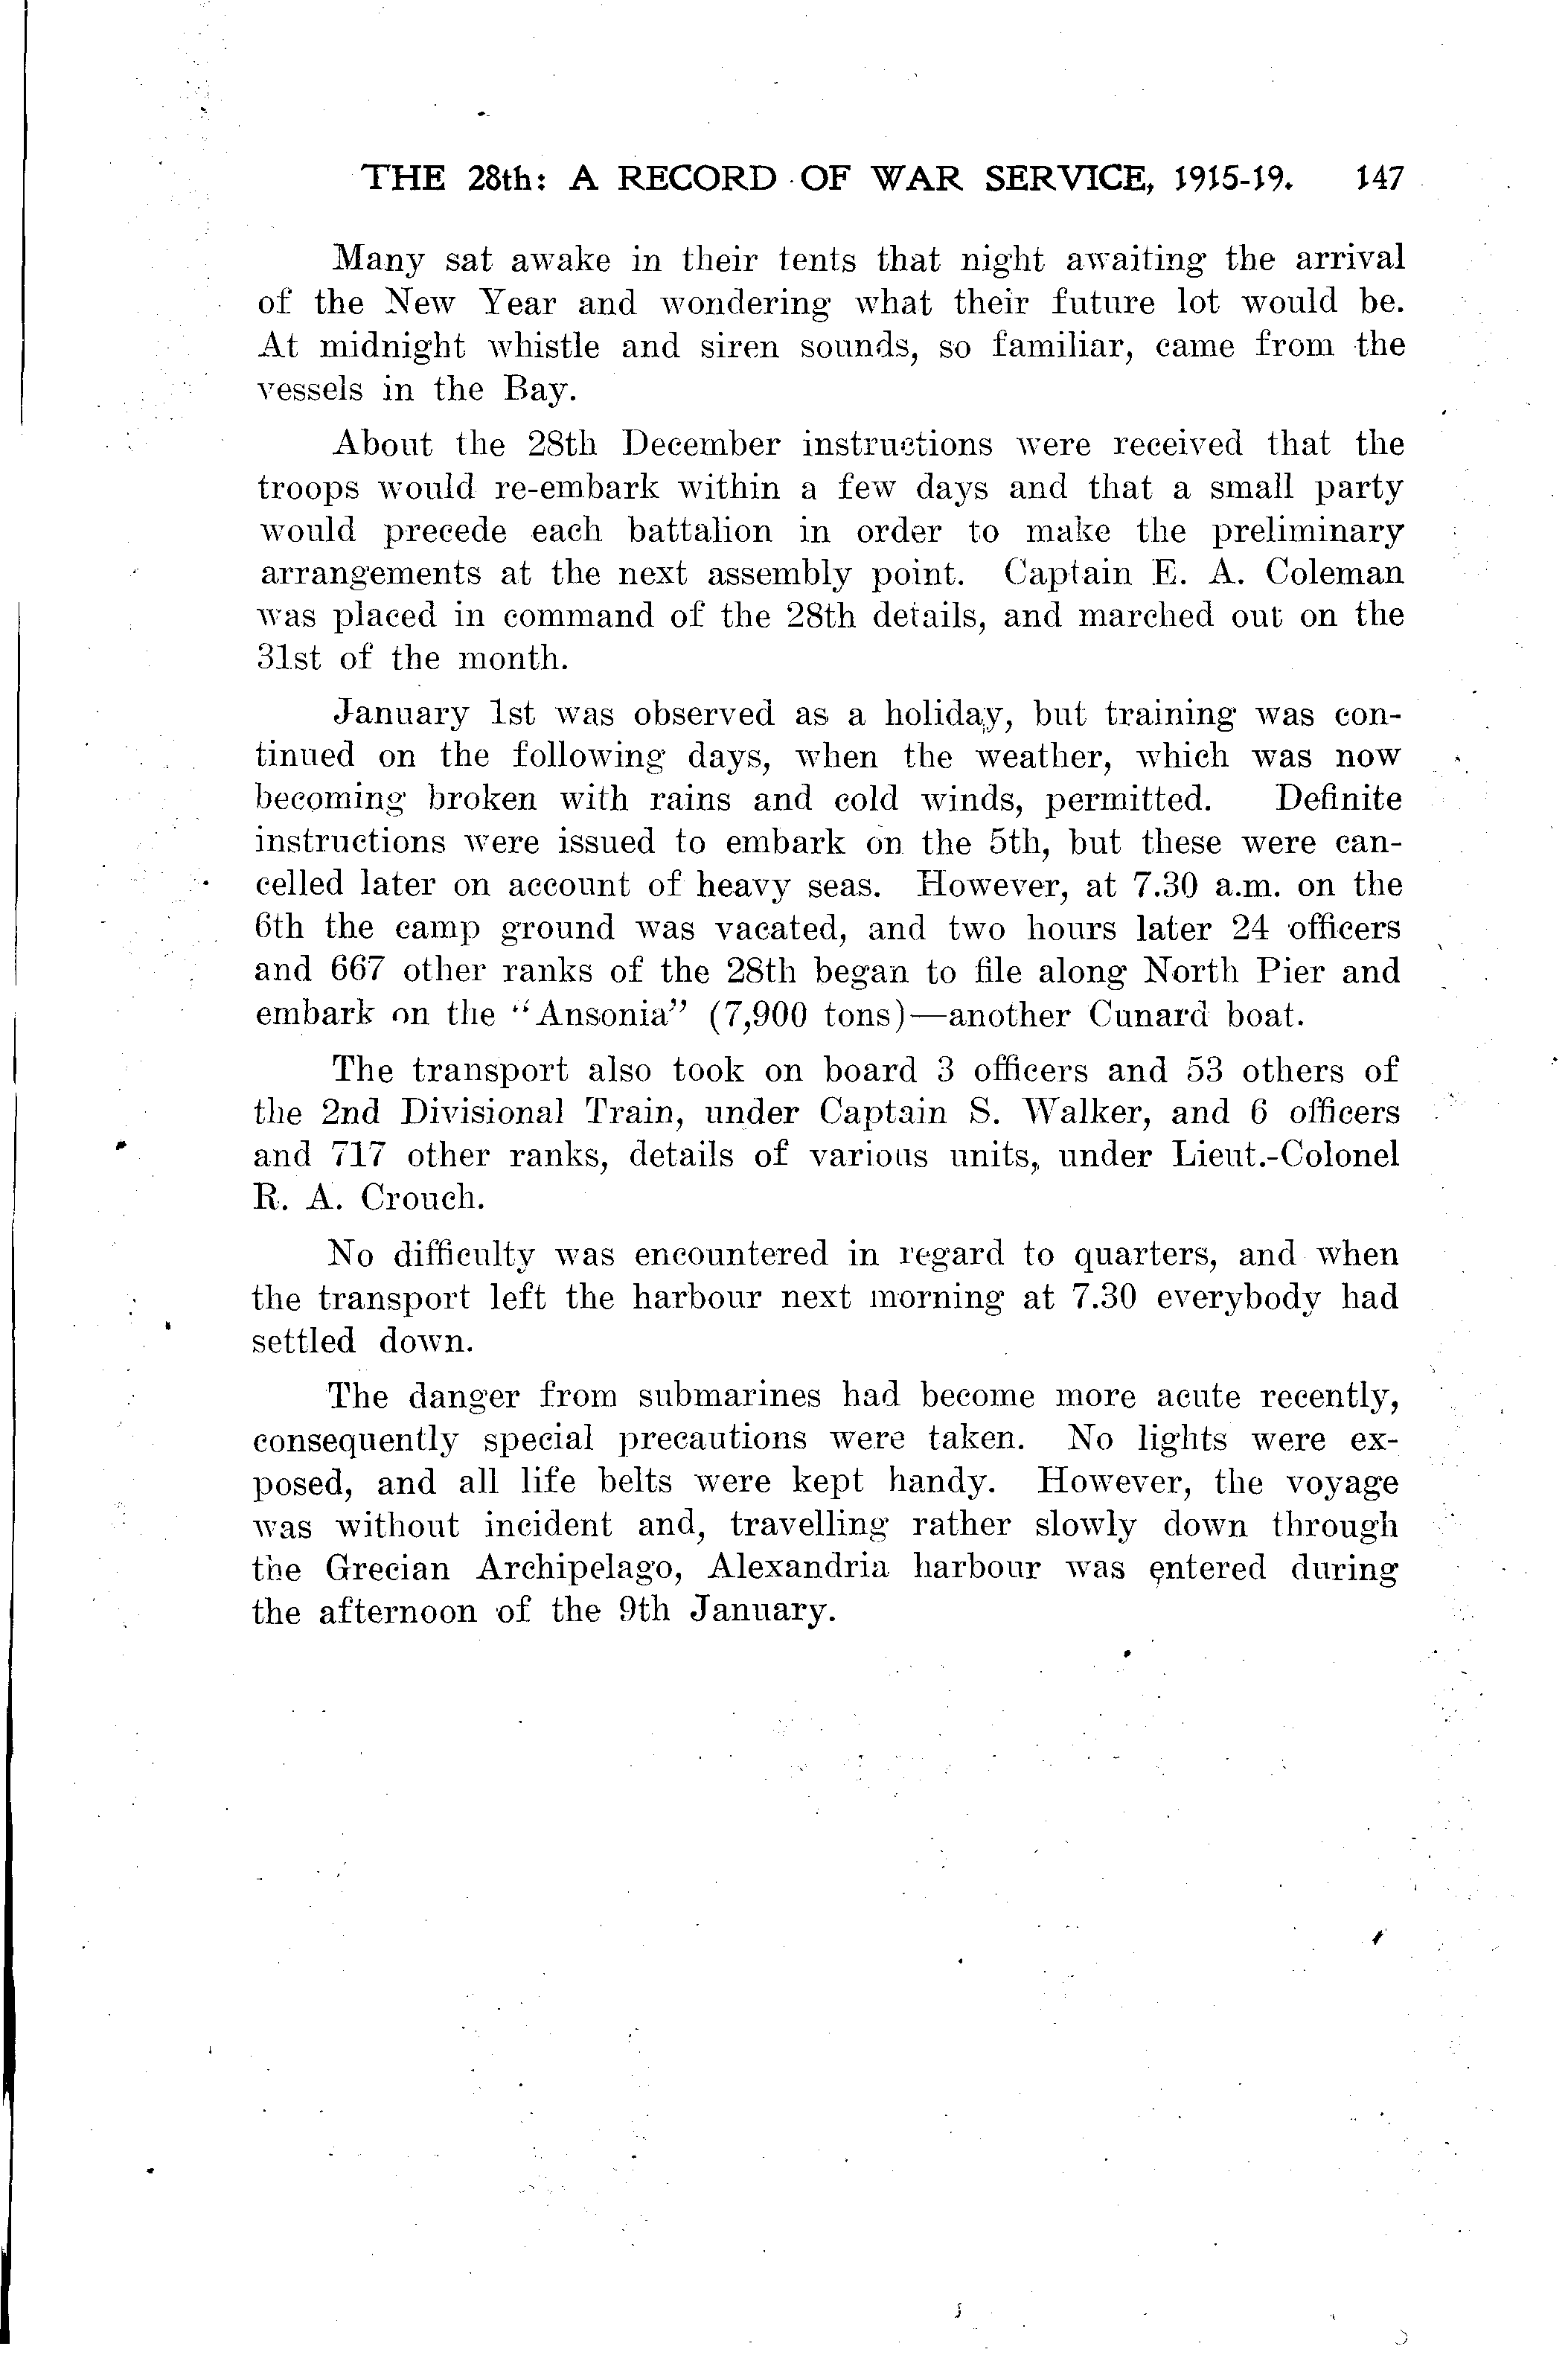 THE 28th: A RECORD OF WAR SERVICE, 1915-19. 147
Many sat awake in their tents that night awaiting the arrival
of the New Year and wondering what their future lot would be.
At midnight whistle and siren sounds, so familiar, came from the
vessels in the Bay.
About the 28th December instructions were received that the
troops would re-embark within a few days and that a small party
would precede each battalion in order to make the preliminary
arrangements at the next assembly point. Captain E. A. Coleman
was placed in command of the 28th details, and marched out on the
31st of the month.
January 1st was observed as a holiday, but training was con-
tinued on the following days, when the weather, which was now
becoming broken with rains and cold winds, permitted. Definite
instructions were issued to embark on the 5th, but these were can-
celled later on account of heavy seas. However, at 7.30 a.m. on the
6th the camp ground was vacated, and two hours later 24 officers
and 667 other ranks of the 28th began to file along North Pier and
embark on the “Ansonia” (7,900 tons)—another Cunard boat.
The transport also took on board 3 officers and 53 others of
the 2nd Divisional Train, under Captain S. Walker, and 6 officers
and 717 other ranks, details of various units, under Lieut.-Colonel
R. A. Crouch.
No difficulty was encountered in regard to quarters, and when
the transport left the harbour next morning at 7.30 everybody had
settled down.
The danger from submarines had become more acute recently,
consequently special precautions were taken. No lights were ex-
posed, and all life belts were kept handy. However, the voyage
was without incident and, travelling rather slowly down through
the Grecian Archipelago, Alexandria harbour was entered during
the afternoon of the 9th January.